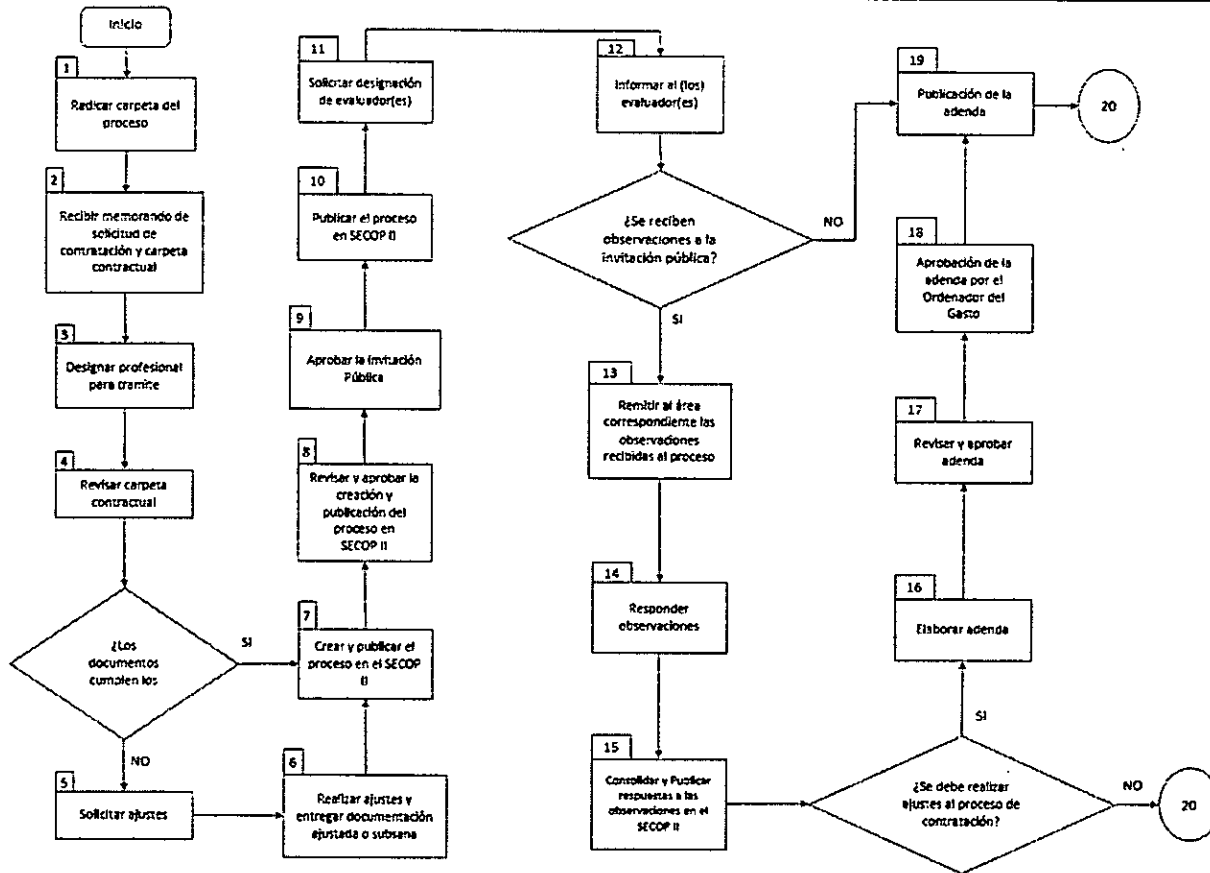 Inicio
1
Radicar carpeta del
proceso
2
Recibir memorando de
solicitud de
contratación y carpeta
contractual
3
Designar profesional
para tramite
4
Revisar carpeta
contractual
¿Los
documentos
cumplen los
SI
NO
5
Solicitar ajustes
6
Realizar ajustes y
entregar documentación
ajustada o subsana
7
Crear y publicar el
proceso en el SECOP
II
8
Revisar y aprobar la
creación y
publicación del
proceso en
SECOP II
9
Aprobar la Invitación
Pública
10
Publicar el proceso
en SECOP II
11
Solicitar designación
de evaluador(es)
12
Informar al (los)
evaluador(es)
¿Se reciben
observaciones a la
invitación pública?
NO
SI
13
Remitir al área
correspondiente las
observaciones
recibidas al proceso
14
Responder
observaciones
15
Consolidar y Publicar
respuestas a las
observaciones en el
SECOP II
¿Se debe realizar
ajustes al proceso de
contratación?
SI
NO
20
16
Elaborar adenda
17
Revisar y aprobar
adenda
18
Aprobación de la
adenda por el
Ordenador del
Gasto
19
Publicación de la
adenda
20